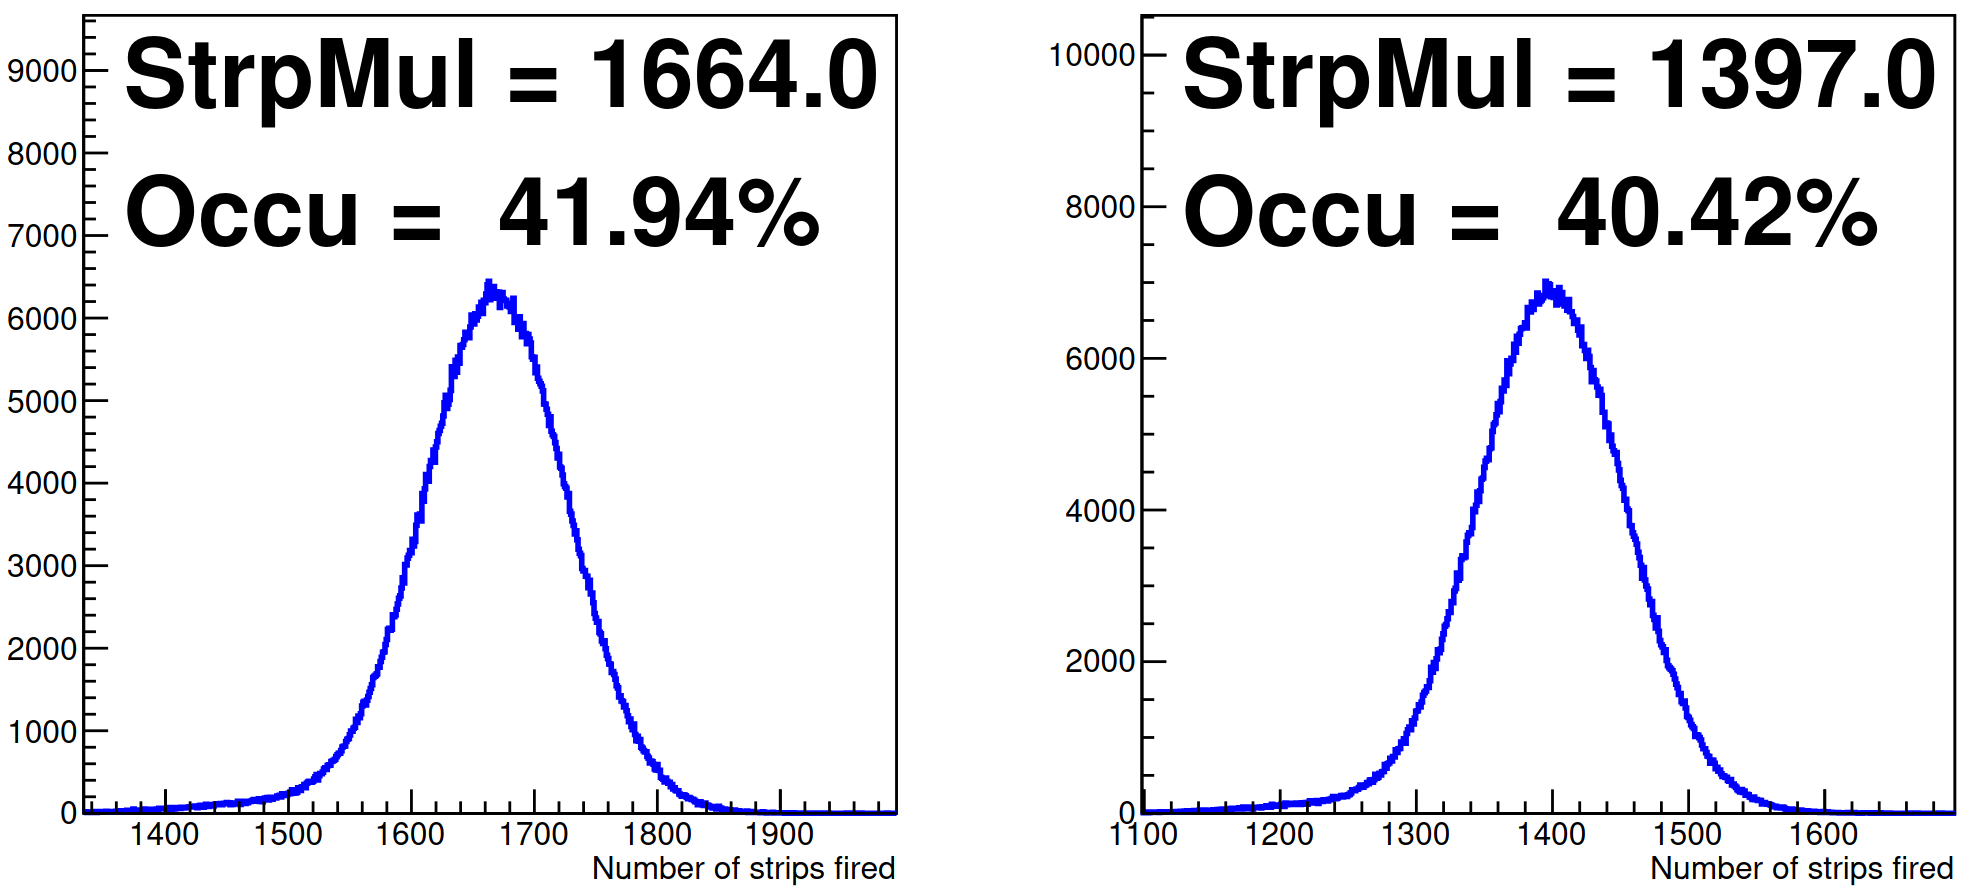 StrpMul = 1664.0
Occu = 41.94%
9000
8000
7000
6000
5000
4000
3000
2000
1000
0
1400 1500 1600 1700 1800 1900
Number of strips fired
StrpMul = 1397.0
Occu = 40.42%
10000
8000
6000
4000
2000
0
1100 1200 1300 1400 1500 1600
Number of strips fired